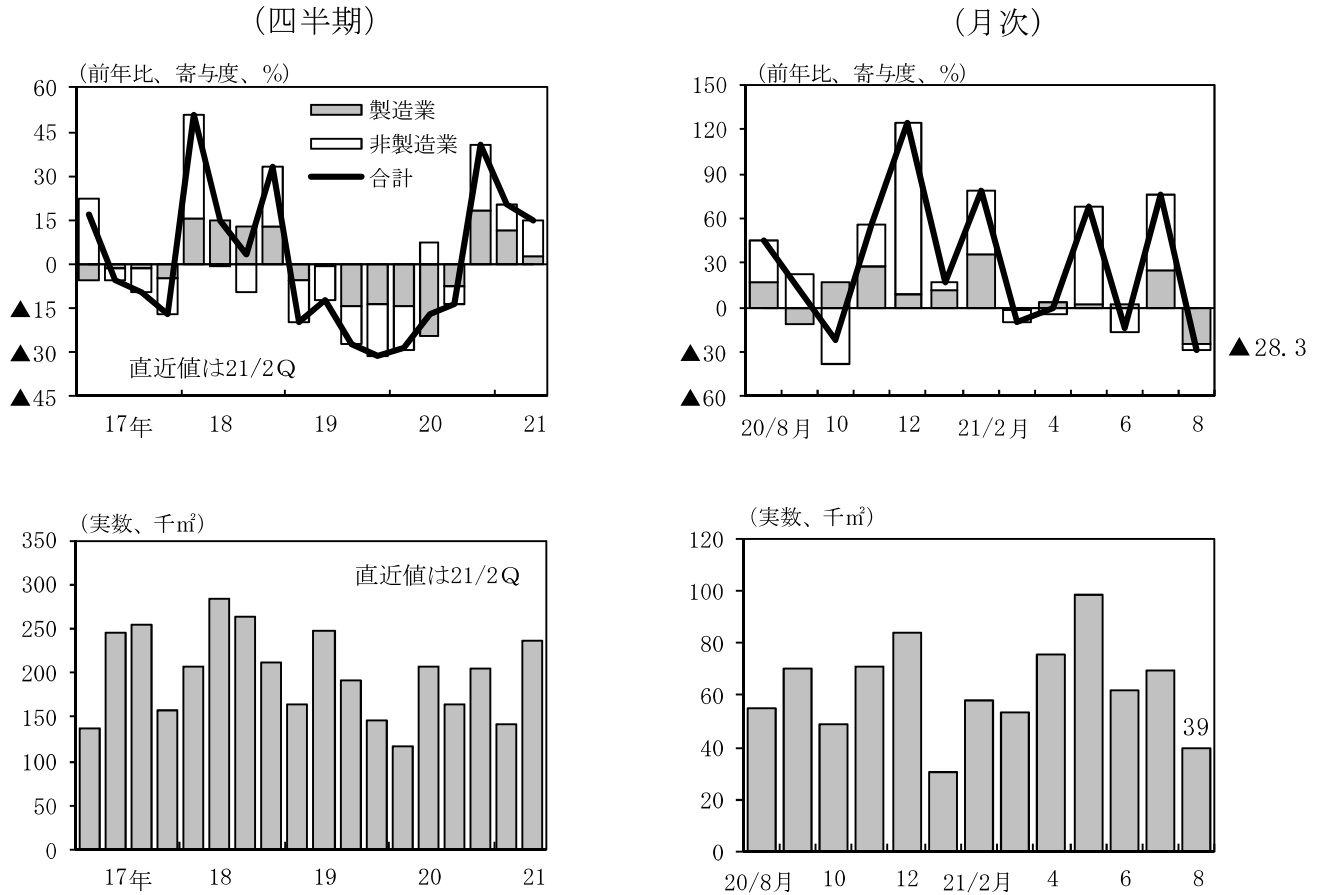 (四半期)
(前年比、寄与度、%)
60
45
30
15
0
▲15
▲30
▲45
製造業
非製造業
合計
直近値は21/2Q
17年 18 19 20 21
(月次)
(前年比、寄与度、%)
150
120
90
60
30
0
▲30
▲60
▲28.3
20/8月 10 12 21/2月 4 6 8
(実数、千㎡)
350
300
250
200
150
100
50
0
直近値は21/2Q
17年 18 19 20 21
(実数、千㎡)
120
100
80
60
40
20
0
39
20/8月 10 12 21/2月 4 6 8